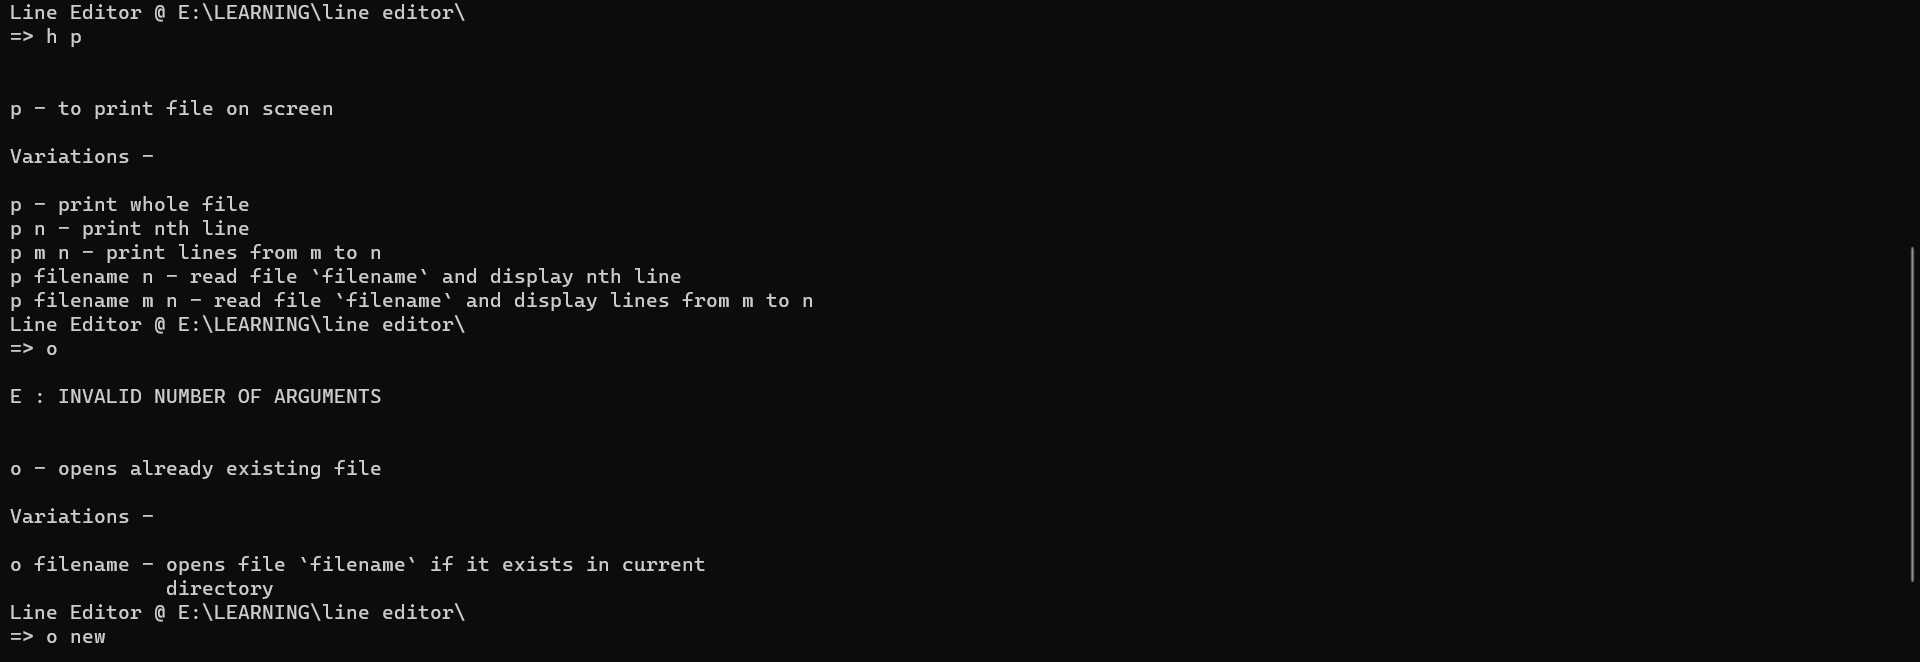 Line Editor @ E:\LEARNING\line editor\
=> h p
p - to print file on screen
Variations -
p - print whole file
p n - print nth line
p m n - print lines from m to n
p filename n - read file `filename` and display nth line
p filename m n - read file `filename` and display lines from m to n
Line Editor @ E:\LEARNING\line editor\
=> o
E : INVALID NUMBER OF ARGUMENTS
o - opens already existing file
Variations -
o filename - opens file `filename` if it exists in current
directory
Line Editor @ E:\LEARNING\line editor\
=> o new